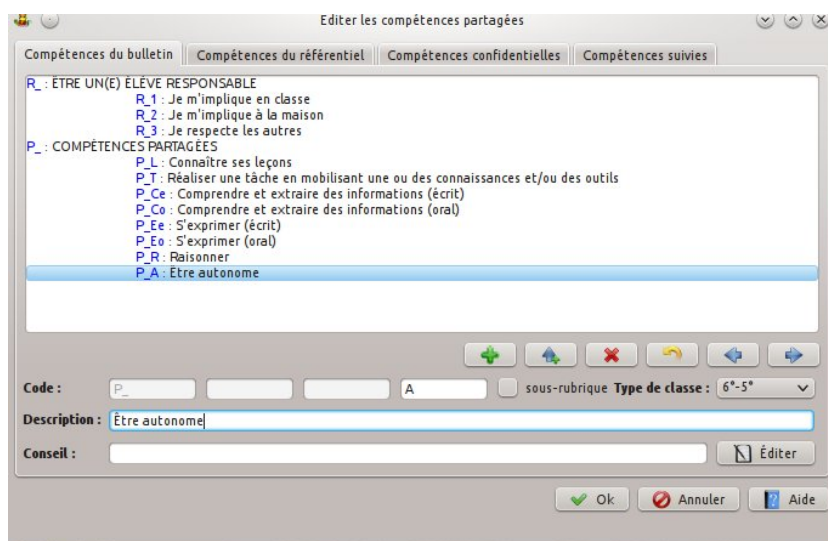 Editer les compétences partagées
Compétences du bulletin Compétences du référentiel Compétences confidentielles Compétences suivies
R_ : ÊTRE UN(E) ÉLÈVE RESPONSABLE
R_1 : Je m'implique en classe
R_2 : Je m'implique à la maison
R_3 : Je respecte les autres
P_ : COMPÉTENCES PARTAGÉES
P_L : Connaître ses leçons
P_T : Réaliser une tâche en mobilisant une ou des connaissances et/ou des outils
P_Ce : Comprendre et extraire des informations (écrit)
P_Co : Comprendre et extraire des informations (oral)
P_Ee : S'exprimer (écrit)
P_Eo : S'exprimer (oral)
P_R : Raisonner
P_A : Être autonome
Code : P_ A sous-rubrique Type de classe : 6°-5°
Description : Être autonome
Conseil : Éditer
Ok Annuler Aide